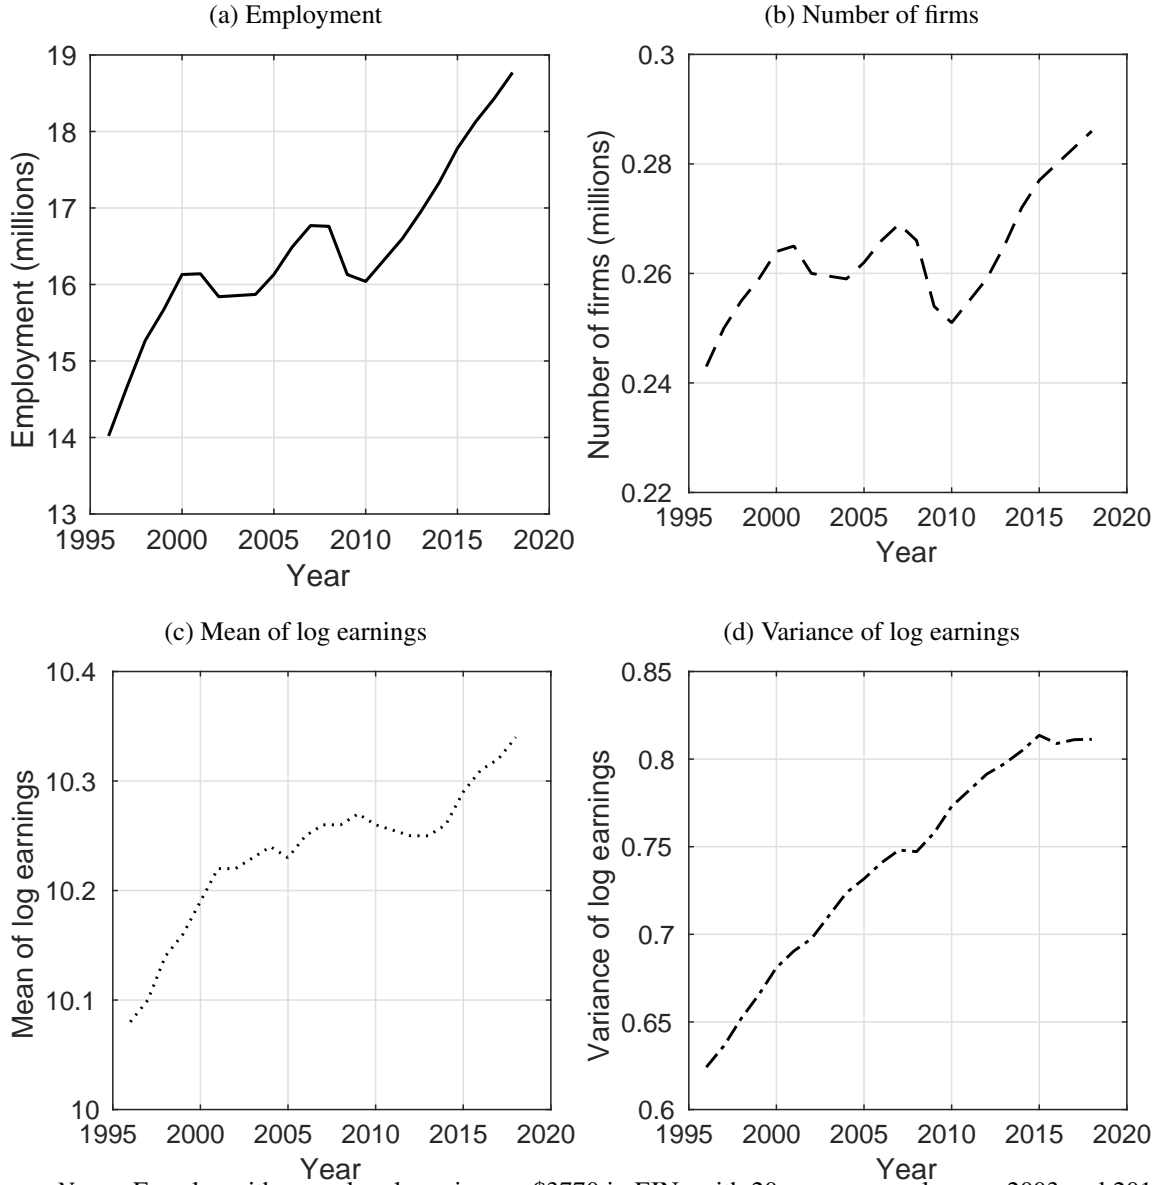 (a) Employment
19
18
17
16
15
14
13
Employment (millions)
1995 2000 2005 2010 2015 2020
Year
(b) Number of firms
0.3
0.28
0.26
0.24
0.22
Number of firms (millions)
1995 2000 2005 2010 2015 2020
Year
(c) Mean of log earnings
10.4
10.3
10.2
10.1
10
Mean of log earnings
1995 2000 2005 2010 2015 2020
Year
(d) Variance of log earnings
0.85
0.8
0.75
0.7
0.65
0.6
Variance of log earnings
1995 2000 2005 2010 2015 2020
Year